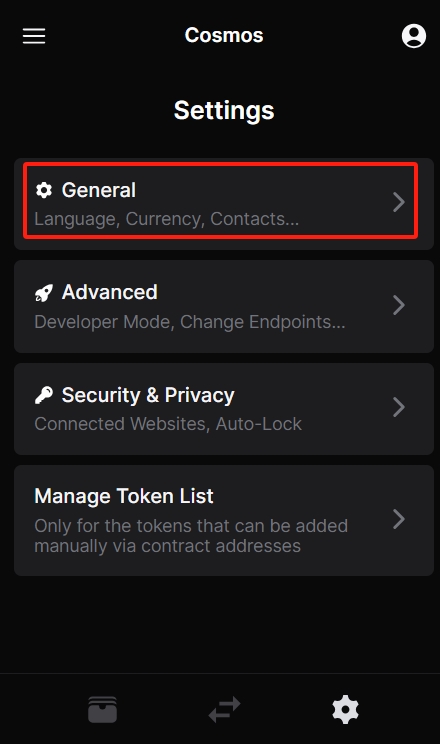 Cosmos
Settings
General
Language, Currency, Contacts...
Advanced
Developer Mode, Change Endpoints...
Security & Privacy
Connected Websites, Auto-Lock
Manage Token List
Only for the tokens that can be added
manually via contract addresses